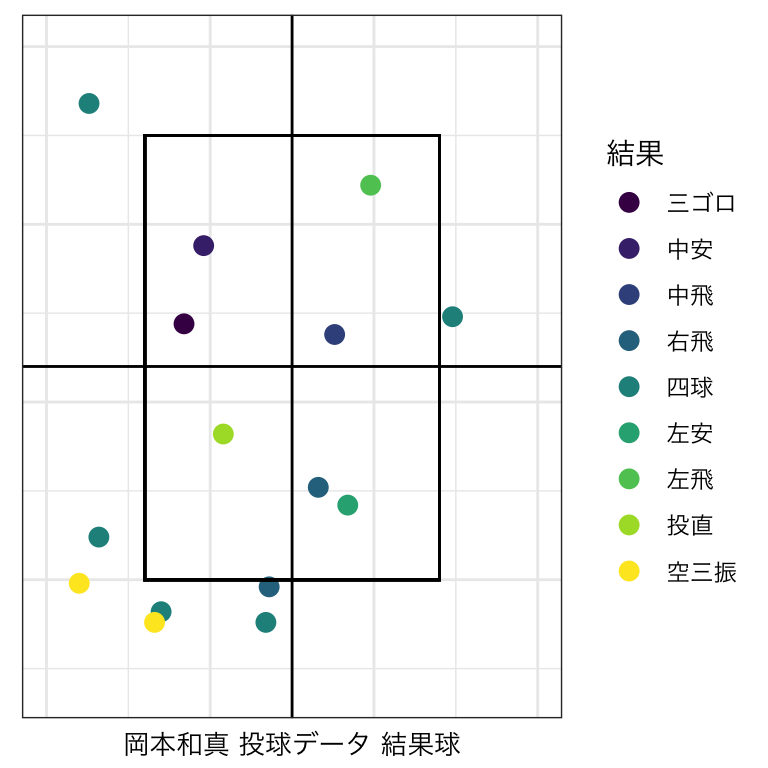 結果
三ゴロ
中安
中飛
右飛
四球
左安
左飛
投直
空三振
岡本和真 投球データ 結果球